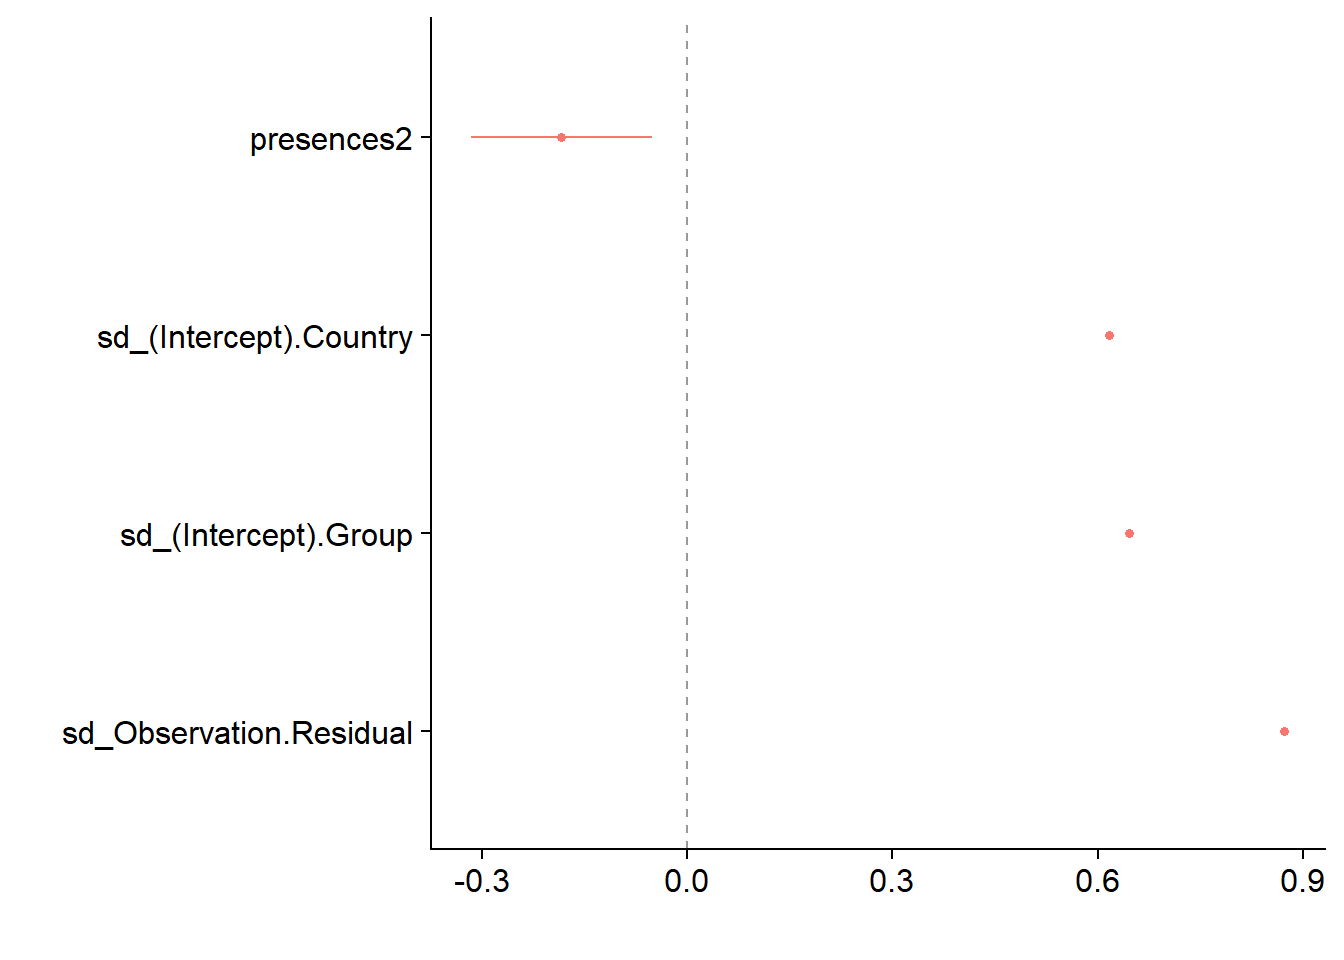 presences2
sd_(Intercept).Country
sd_(Intercept).Group
sd_Observation.Residual
-0.3 0.0 0.3 0.6 0.9